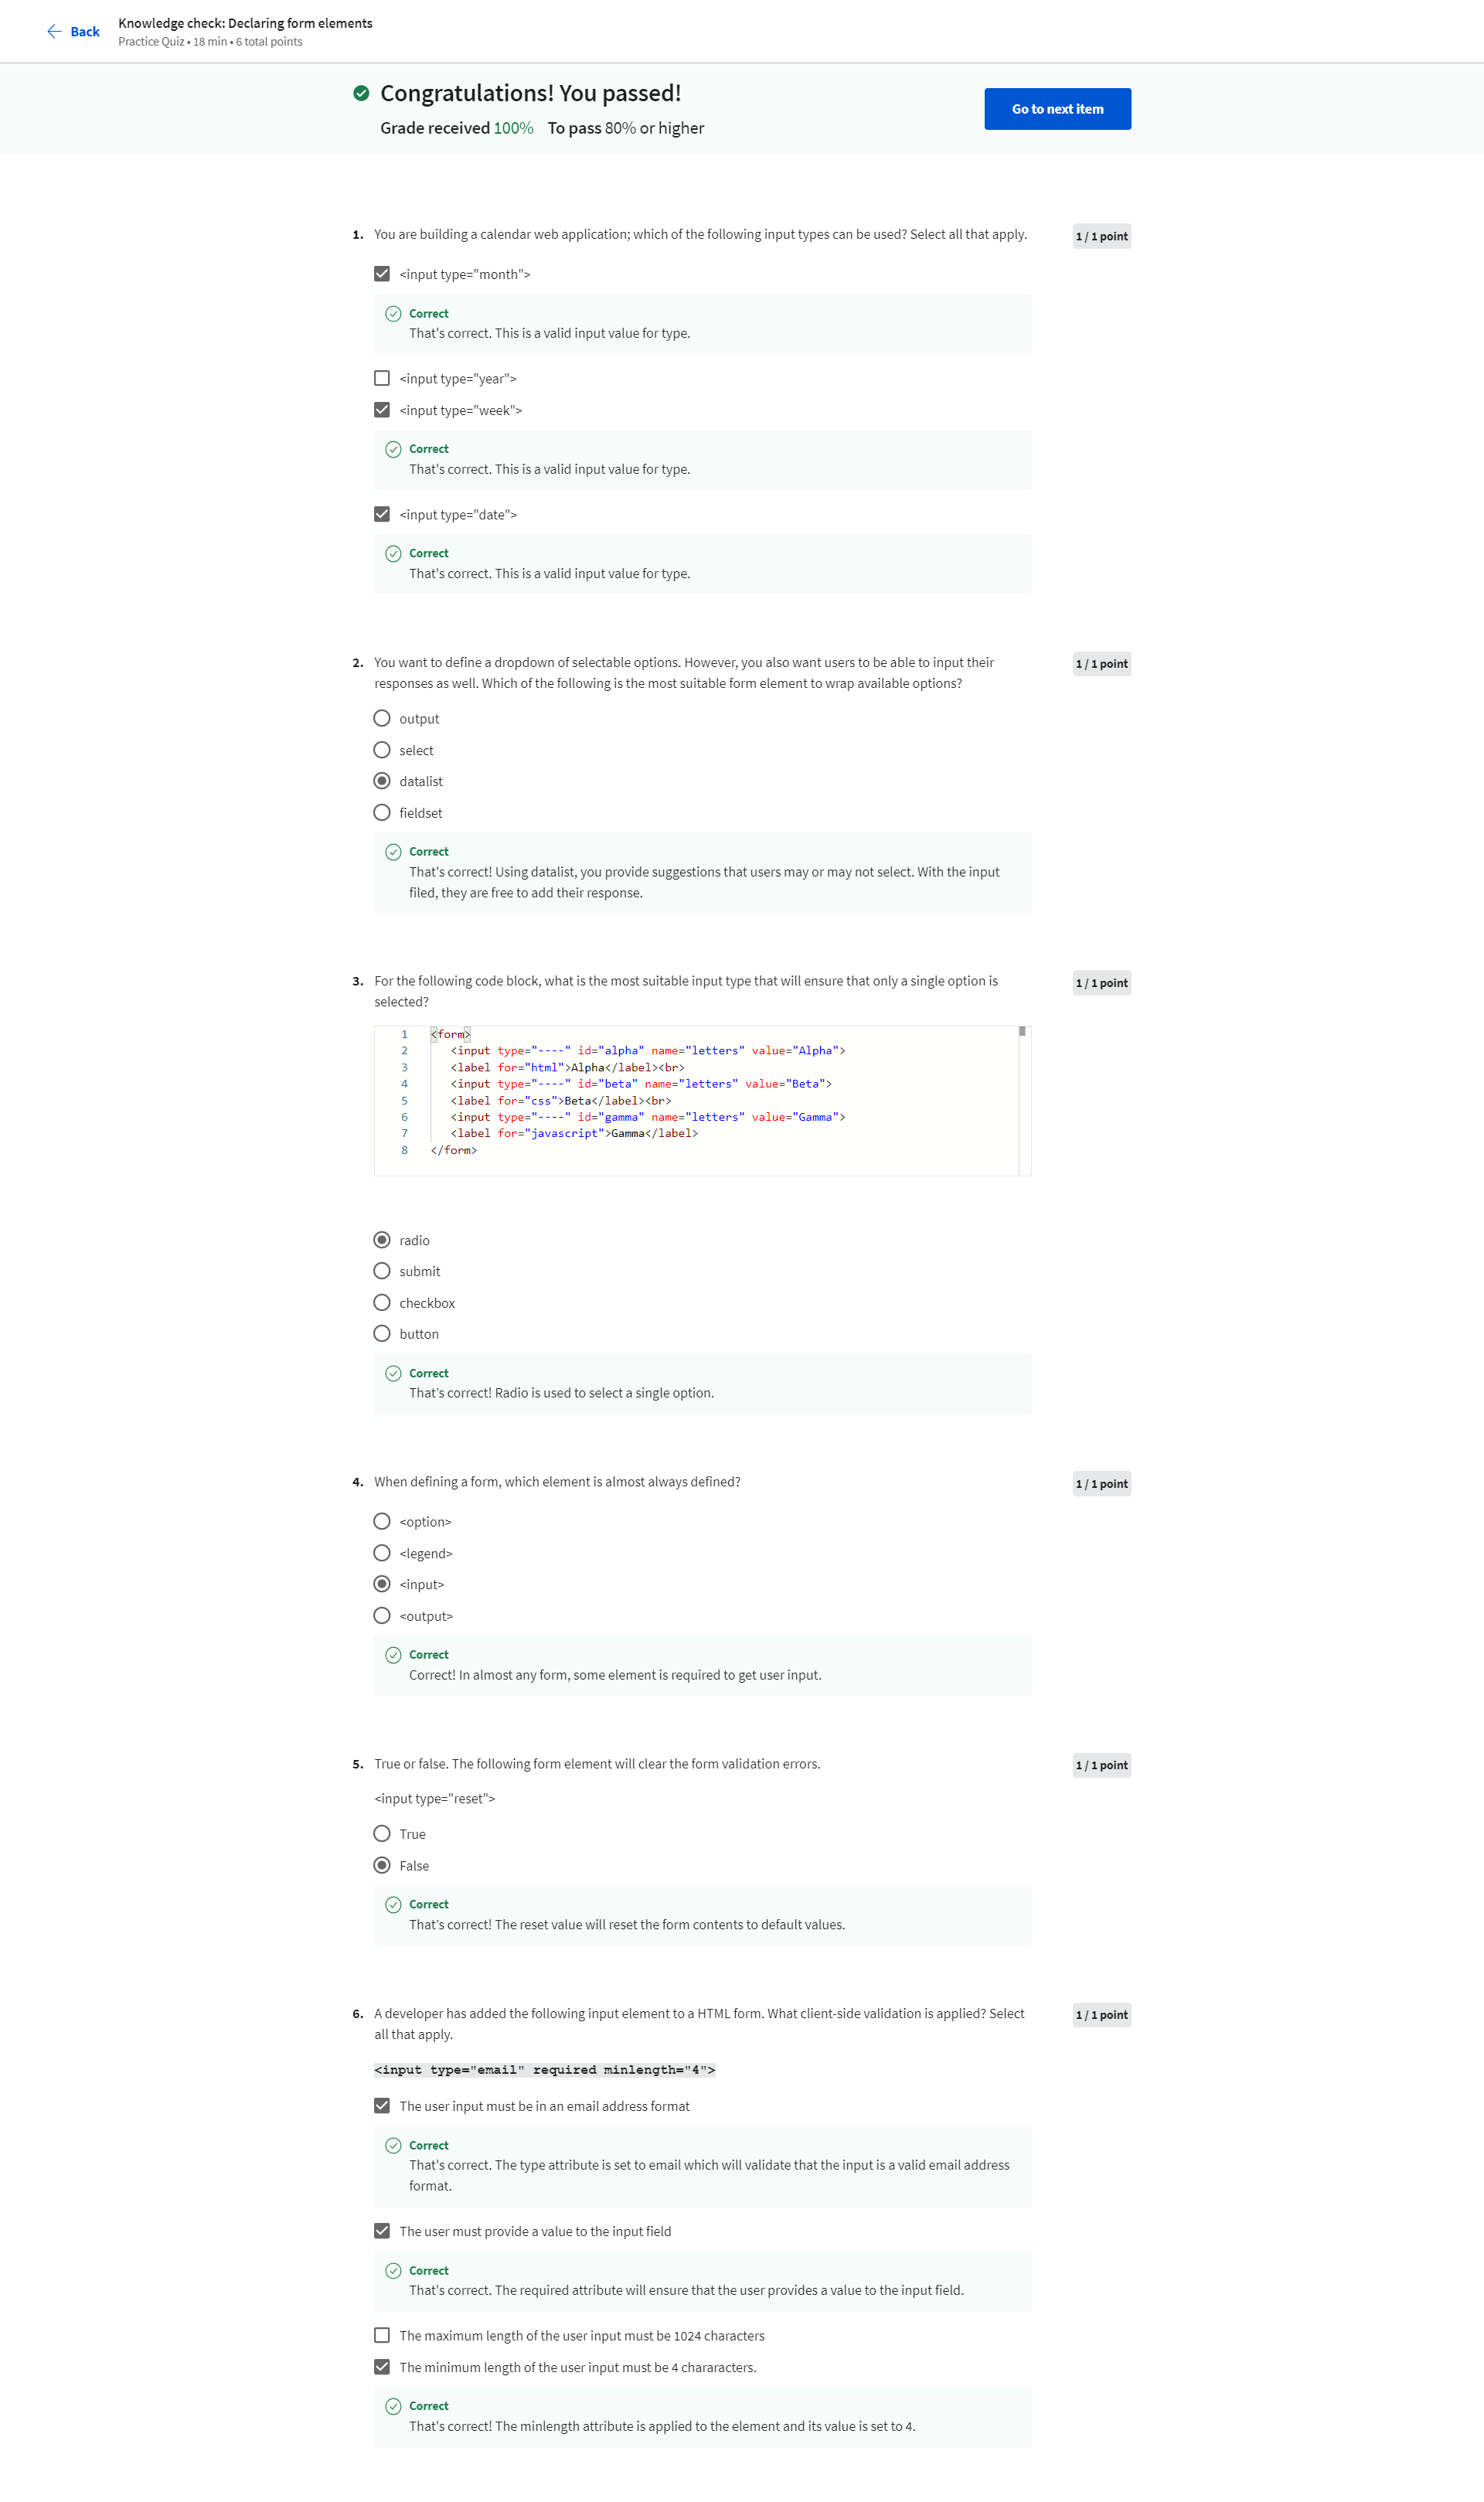 Back
Knowledge check: Declaring form elements
Practice Quiz • 18 min • 6 total points
Congratulations! You passed!
Grade received 100% To pass 80% or higher
Go to next item
1. You are building a calendar web application; which of the following input types can be used? Select all that apply.
1 / 1 point
<input type="month">
Correct
That's correct. This is a valid input value for type.
<input type="year">
<input type="week">
Correct
That's correct. This is a valid input value for type.
<input type="date">
Correct
That's correct. This is a valid input value for type.
2. You want to define a dropdown of selectable options. However, you also want users to be able to input their
responses as well. Which of the following is the most suitable form element to wrap available options?
1 / 1 point
output
select
datalist
fieldset
Correct
That's correct! Using datalist, you provide suggestions that users may or may not select. With the input
filed, they are free to add their response.
3. For the following code block, what is the most suitable input type that will ensure that only a single option is
selected?
1 / 1 point
1 <form>
2 <input type="----" id="alpha" name="letters" value="Alpha">
3 <label for="html">Alpha</label><br>
4 <input type="----" id="beta" name="letters" value="Beta">
5 <label for="css">Beta</label><br>
6 <input type="----" id="gamma" name="letters" value="Gamma">
7 <label for="javascript">Gamma</label>
8 </form>
radio
submit
checkbox
button
Correct
That’s correct! Radio is used to select a single option.
4. When defining a form, which element is almost always defined?
1 / 1 point
<option>
<legend>
<input>
<output>
Correct
Correct! In almost any form, some element is required to get user input.
5. True or false. The following form element will clear the form validation errors.
1 / 1 point
<input type="reset">
True
False
Correct
That’s correct! The reset value will reset the form contents to default values.
6. A developer has added the following input element to a HTML form. What client-side validation is applied? Select
all that apply.
1 / 1 point
<input type="email" required minlength="4">
The user input must be in an email address format
Correct
That's correct. The type attribute is set to email which will validate that the input is a valid email address
format.
The user must provide a value to the input field
Correct
That's correct. The required attribute will ensure that the user provides a value to the input field.
The maximum length of the user input must be 1024 characters
The minimum length of the user input must be 4 chararacters.
Correct
That's correct! The minlength attribute is applied to the element and its value is set to 4.